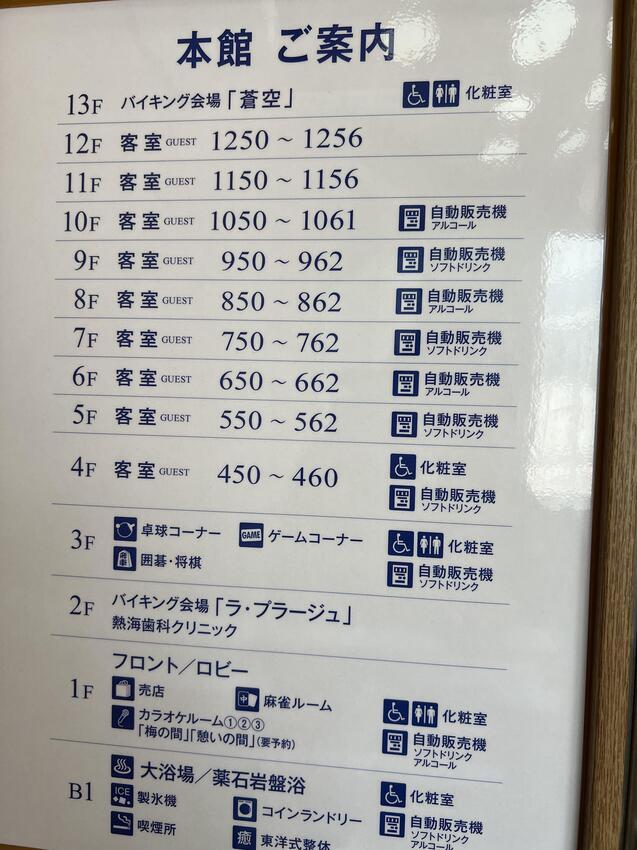 本館 ご案内
13F バイキング会場「蒼空」 化粧室
12F 客室 GUEST 1250～1256
11F 客室 GUEST 1150～1156
10F 客室 GUEST 1050～1061 自動販売機 アルコール
9F 客室 GUEST 950～962 自動販売機 ソフトドリンク
8F 客室 GUEST 850～862 自動販売機 アルコール
7F 客室 GUEST 750～762 自動販売機 ソフトドリンク
6F 客室 GUEST 650～662 自動販売機 アルコール
5F 客室 GUEST 550～562 自動販売機 ソフトドリンク
4F 客室 GUEST 450～460 化粧室
自動販売機 ソフトドリンク
3F 卓球コーナー GAME ゲームコーナー 化粧室
囲碁・将棋 自動販売機 ソフトドリンク
2F バイキング会場「ラ・プラージュ」
熱海歯科クリニック
1F フロント／ロビー
売店 麻雀ルーム 化粧室
カラオケルーム①②③ 自動販売機 ソフトドリンク アルコール
「梅の間」「憩いの間」(要予約)
B1 大浴場／薬石岩盤浴 化粧室
ICE 製氷機 コインランドリー 自動販売機 ソフトドリンク アルコール
喫煙所 癒 東洋式整体